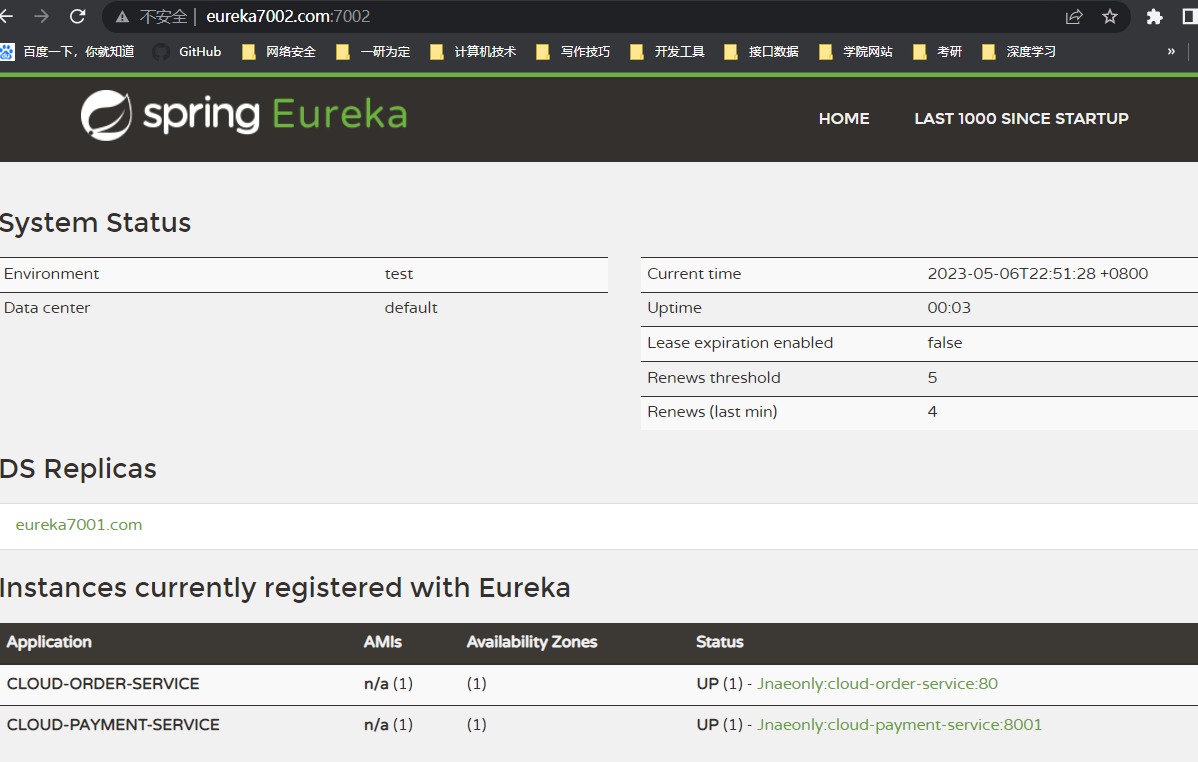 不安全 | eureka7002.com:7002
百度一下，你就知道 GitHub 网络安全 一研为定 计算机技术 写作技巧 开发工具 接口数据 学院网站 考研 深度学习 »
spring Eureka HOME LAST 1000 SINCE STARTUP
System Status
Environment test
Data center default
Current time 2023-05-06T22:51:28 +0800
Uptime 00:03
Lease expiration enabled false
Renews threshold 5
Renews (last min) 4
DS Replicas
eureka7001.com
Instances currently registered with Eureka
Application AMIs Availability Zones Status
CLOUD-ORDER-SERVICE n/a (1) (1) UP (1) - Jnaeonly:cloud-order-service:80
CLOUD-PAYMENT-SERVICE n/a (1) (1) UP (1) - Jnaeonly:cloud-payment-service:8001